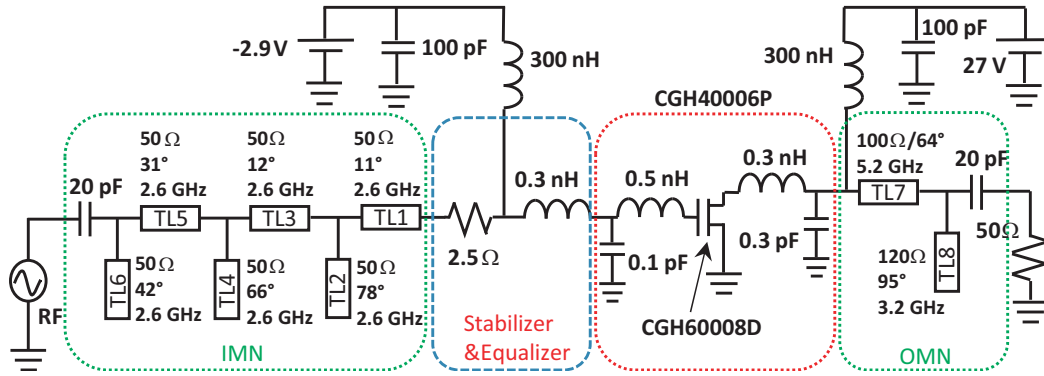 -2.9 V
100 pF
300 nH
300 nH
100 pF
27 V
CGH40006P
50Ω
31°
2.6 GHz
50Ω
12°
2.6 GHz
50Ω
11°
2.6 GHz
20 pF
TL5
TL3
TL1
0.3 nH
0.5 nH
0.3 nH
100Ω/64°
5.2 GHz
20 pF
TL7
2.5Ω
0.1 pF
0.3 pF
50Ω
RF
TL6
50Ω
42°
2.6 GHz
TL4
50Ω
66°
2.6 GHz
TL2
50Ω
78°
2.6 GHz
TL8
120Ω
95°
3.2 GHz
CGH60008D
IMN
Stabilizer
&Equalizer
OMN